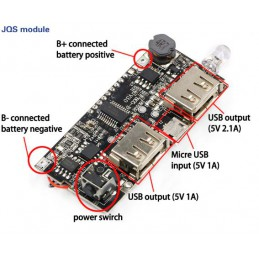 JQS module
B+ connected
battery positive
B- connected
battery negative
USB output
(5V 2.1A)
Micre USB
input (5V 1A)
USB output (5V 1A)
power swirch